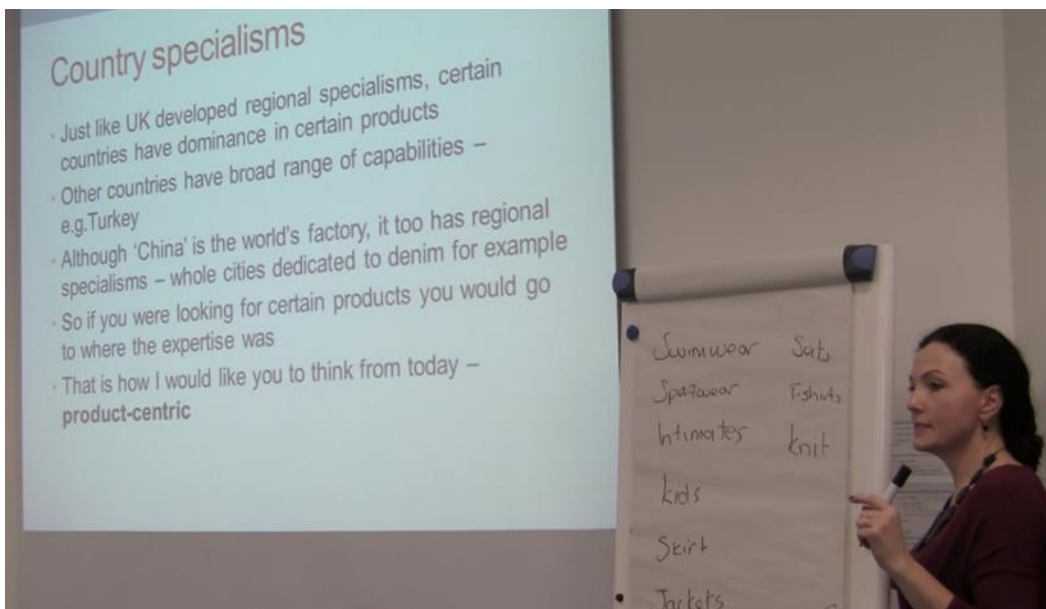 Country specialisms
· Just like UK developed regional specialisms, certain
countries have dominance in certain products
· Other countries have broad range of capabilities –
e.g.Turkey
· Although ‘China’ is the world’s factory, it too has regional
specialisms – whole cities dedicated to denim for example
· So if you were looking for certain products you would go
to where the expertise was
· That is how I would like you to think from today –
product-centric
Swimwear
Intimates
kids
Skirt
Jackets
T-shirts
knit